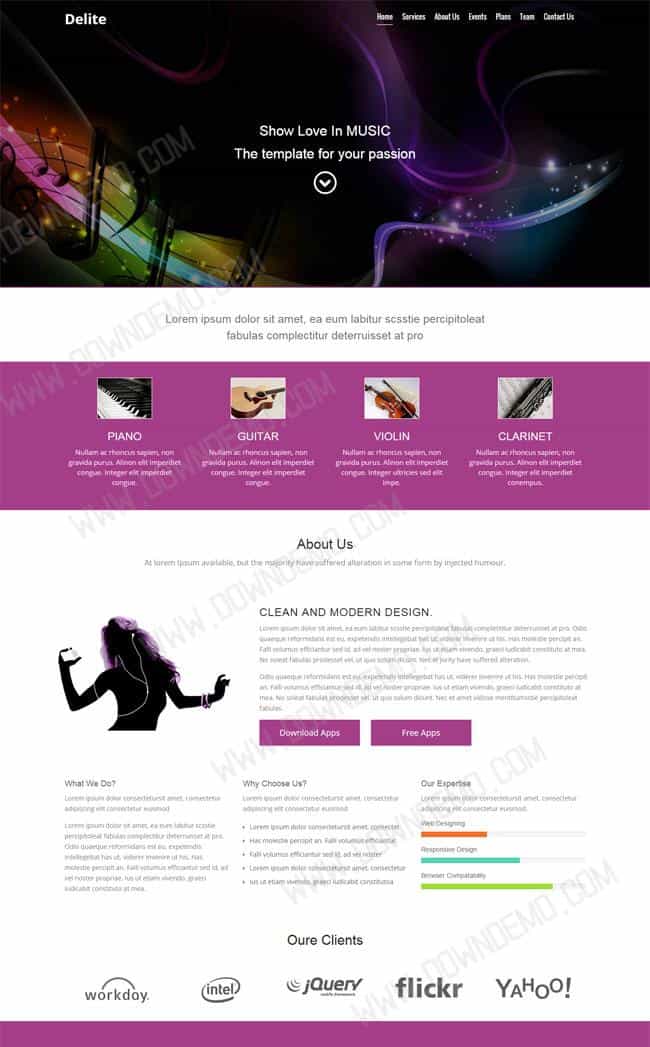 Delite
Home Services About Us Events Plans Team Contact Us
Show Love In MUSIC
The template for your passion
Lorem ipsum dolor sit amet, ea eum labitur scsstie percipitoleat
fabulas complectitur deterruisset at pro
PIANO
Nullam ac rhoncus sapien, non
gravida purus. Alinon elit imperdiet
congue. Integer elit imperdiet
congue.
GUITAR
Nullam ac rhoncus sapien, non
gravida purus. Alinon elit imperdiet
congue. Integer elit imperdiet
congue.
VIOLIN
Nullam ac rhoncus sapien, non
gravida purus. Alinon elit imperdiet
congue. Integer ultricies sed elit
impe.
CLARINET
Nullam ac rhoncus sapien, non
gravida purus. Alinon elit imperdiet
congue. Integer elit imperdiet
conempus.
About Us
At lorem Ipsum available, but the majority have suffered alteration in some form by injected humour.
CLEAN AND MODERN DESIGN.
Lorem ipsum dolor sit amet, ea eum labitur scsstie percipitoleat fabulas complectitur deterruisset at pro. Odio
quaeque reformidans est eu, expendis intellegebat has ut, viderer invenire ut his. Has molestie percipit
an. Falli volumus efficiantur sed id, ad vel noster propriae. Ius ut etiam vivendo, graeci iudicabit constituto at mea.
No soleat fabulas prodesset vel, ut quo solum dicunt. Nec et jority have suffered alteration.
Odio quaeque reformidans est eu, expendis intellegebat has ut, viderer invenire ut his. Has molestie percipit
an. Falli volumus efficiantur sed id, ad vel noster propriae. Ius ut etiam vivendo, graeci iudicabit constituto at
mea. No soleat fabulas prodesset vel, ut quo solum dicunt. Nec et amet vidisse mentitumstie percipitoleat
fabulas.
Download Apps
Free Apps
What We Do?
Lorem ipsum dolor consectetursit amet, consectetur
adipiscing elit consectetur euismod
Lorem ipsum dolor sit amet, ea eum labitur scsstie
percipitoleat fabulas complectitur deterruisset at pro.
Odio quaeque reformidans est eu, expendis
intellegebat has ut, viderer invenire ut his. Has
molestie percipit an. Falli volumus efficiantur sed id, ad
vel noster propriae. Ius ut etiam vivendo, graeci
iudicabit constituto at mea.
Why Choose Us?
Lorem ipsum dolor consectetursit amet, consectetur
adipiscing elit consectetur euismod
Lorem ipsum dolor consectetursit amet, consectet
Has molestie percipit an. Falli volumus efficiantur
Falli volumus efficiantur sed id, ad vel noster
Lorem ipsum dolor consectetursit amet, consectetur
Ius ut etiam vivendo, graeci iudicabit constitutoa
Our Expertise
Lorem ipsum dolor consectetursit amet, consectetur
adipiscing elit consectetur euismod
Web Designing
Responsive Design
Browser Compatability
Oure Clients
workday.
intel
jQuery
flickr
YAHOO!
WWW.DOWNDEMO.COM